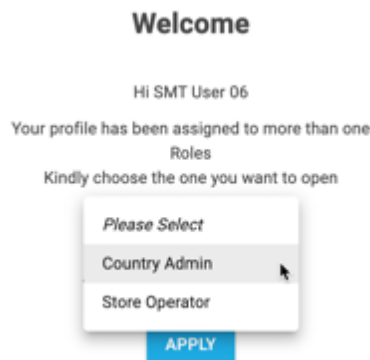 Welcome
Hi SMT User 06
Your profile has been assigned to more than one
Roles
Kindly choose the one you want to open
Please Select
Country Admin
Store Operator
APPLY